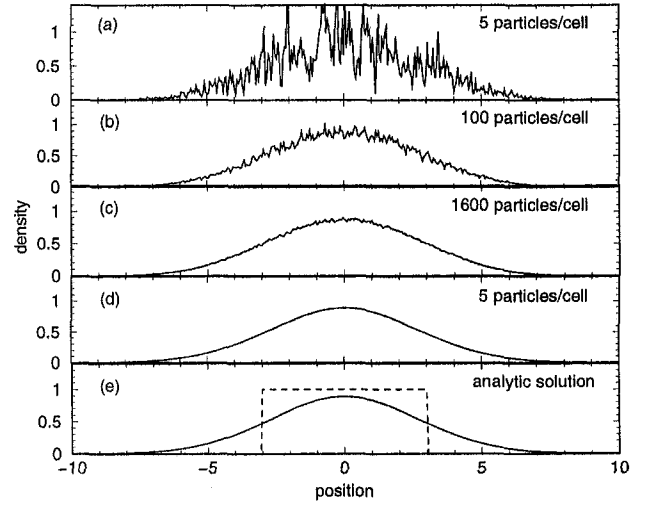 (a) 5 particles/cell
1
0.5
0
(b) 100 particles/cell
1
0.5
0
(c) 1600 particles/cell
1
0.5
0
density
(d) 5 particles/cell
1
0.5
0
(e) analytic solution
1
0.5
0
−10 −5 0 5 10
position